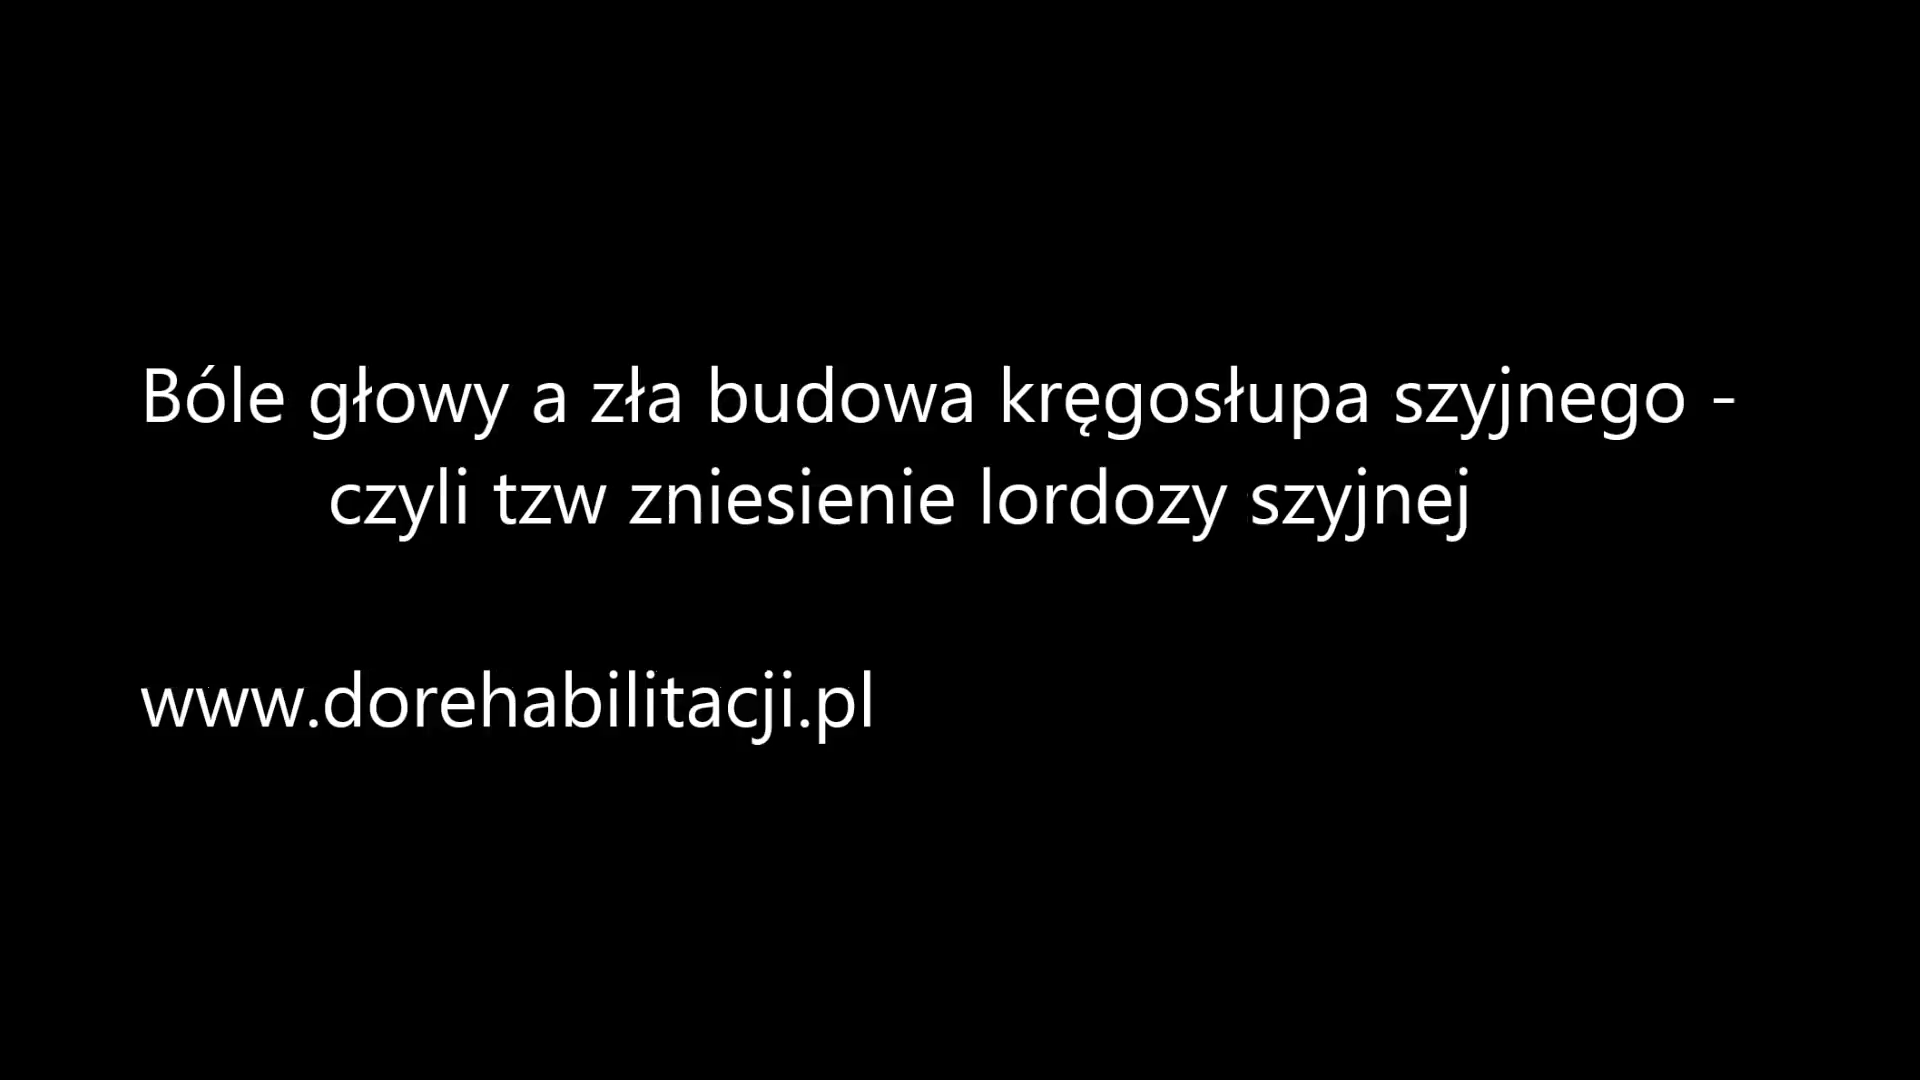 Bóle głowy a zła budowa kręgosłupa szyjnego -
czyli tzw zniesienie lordozy szyjnej
www.dorehabilitacji.pl